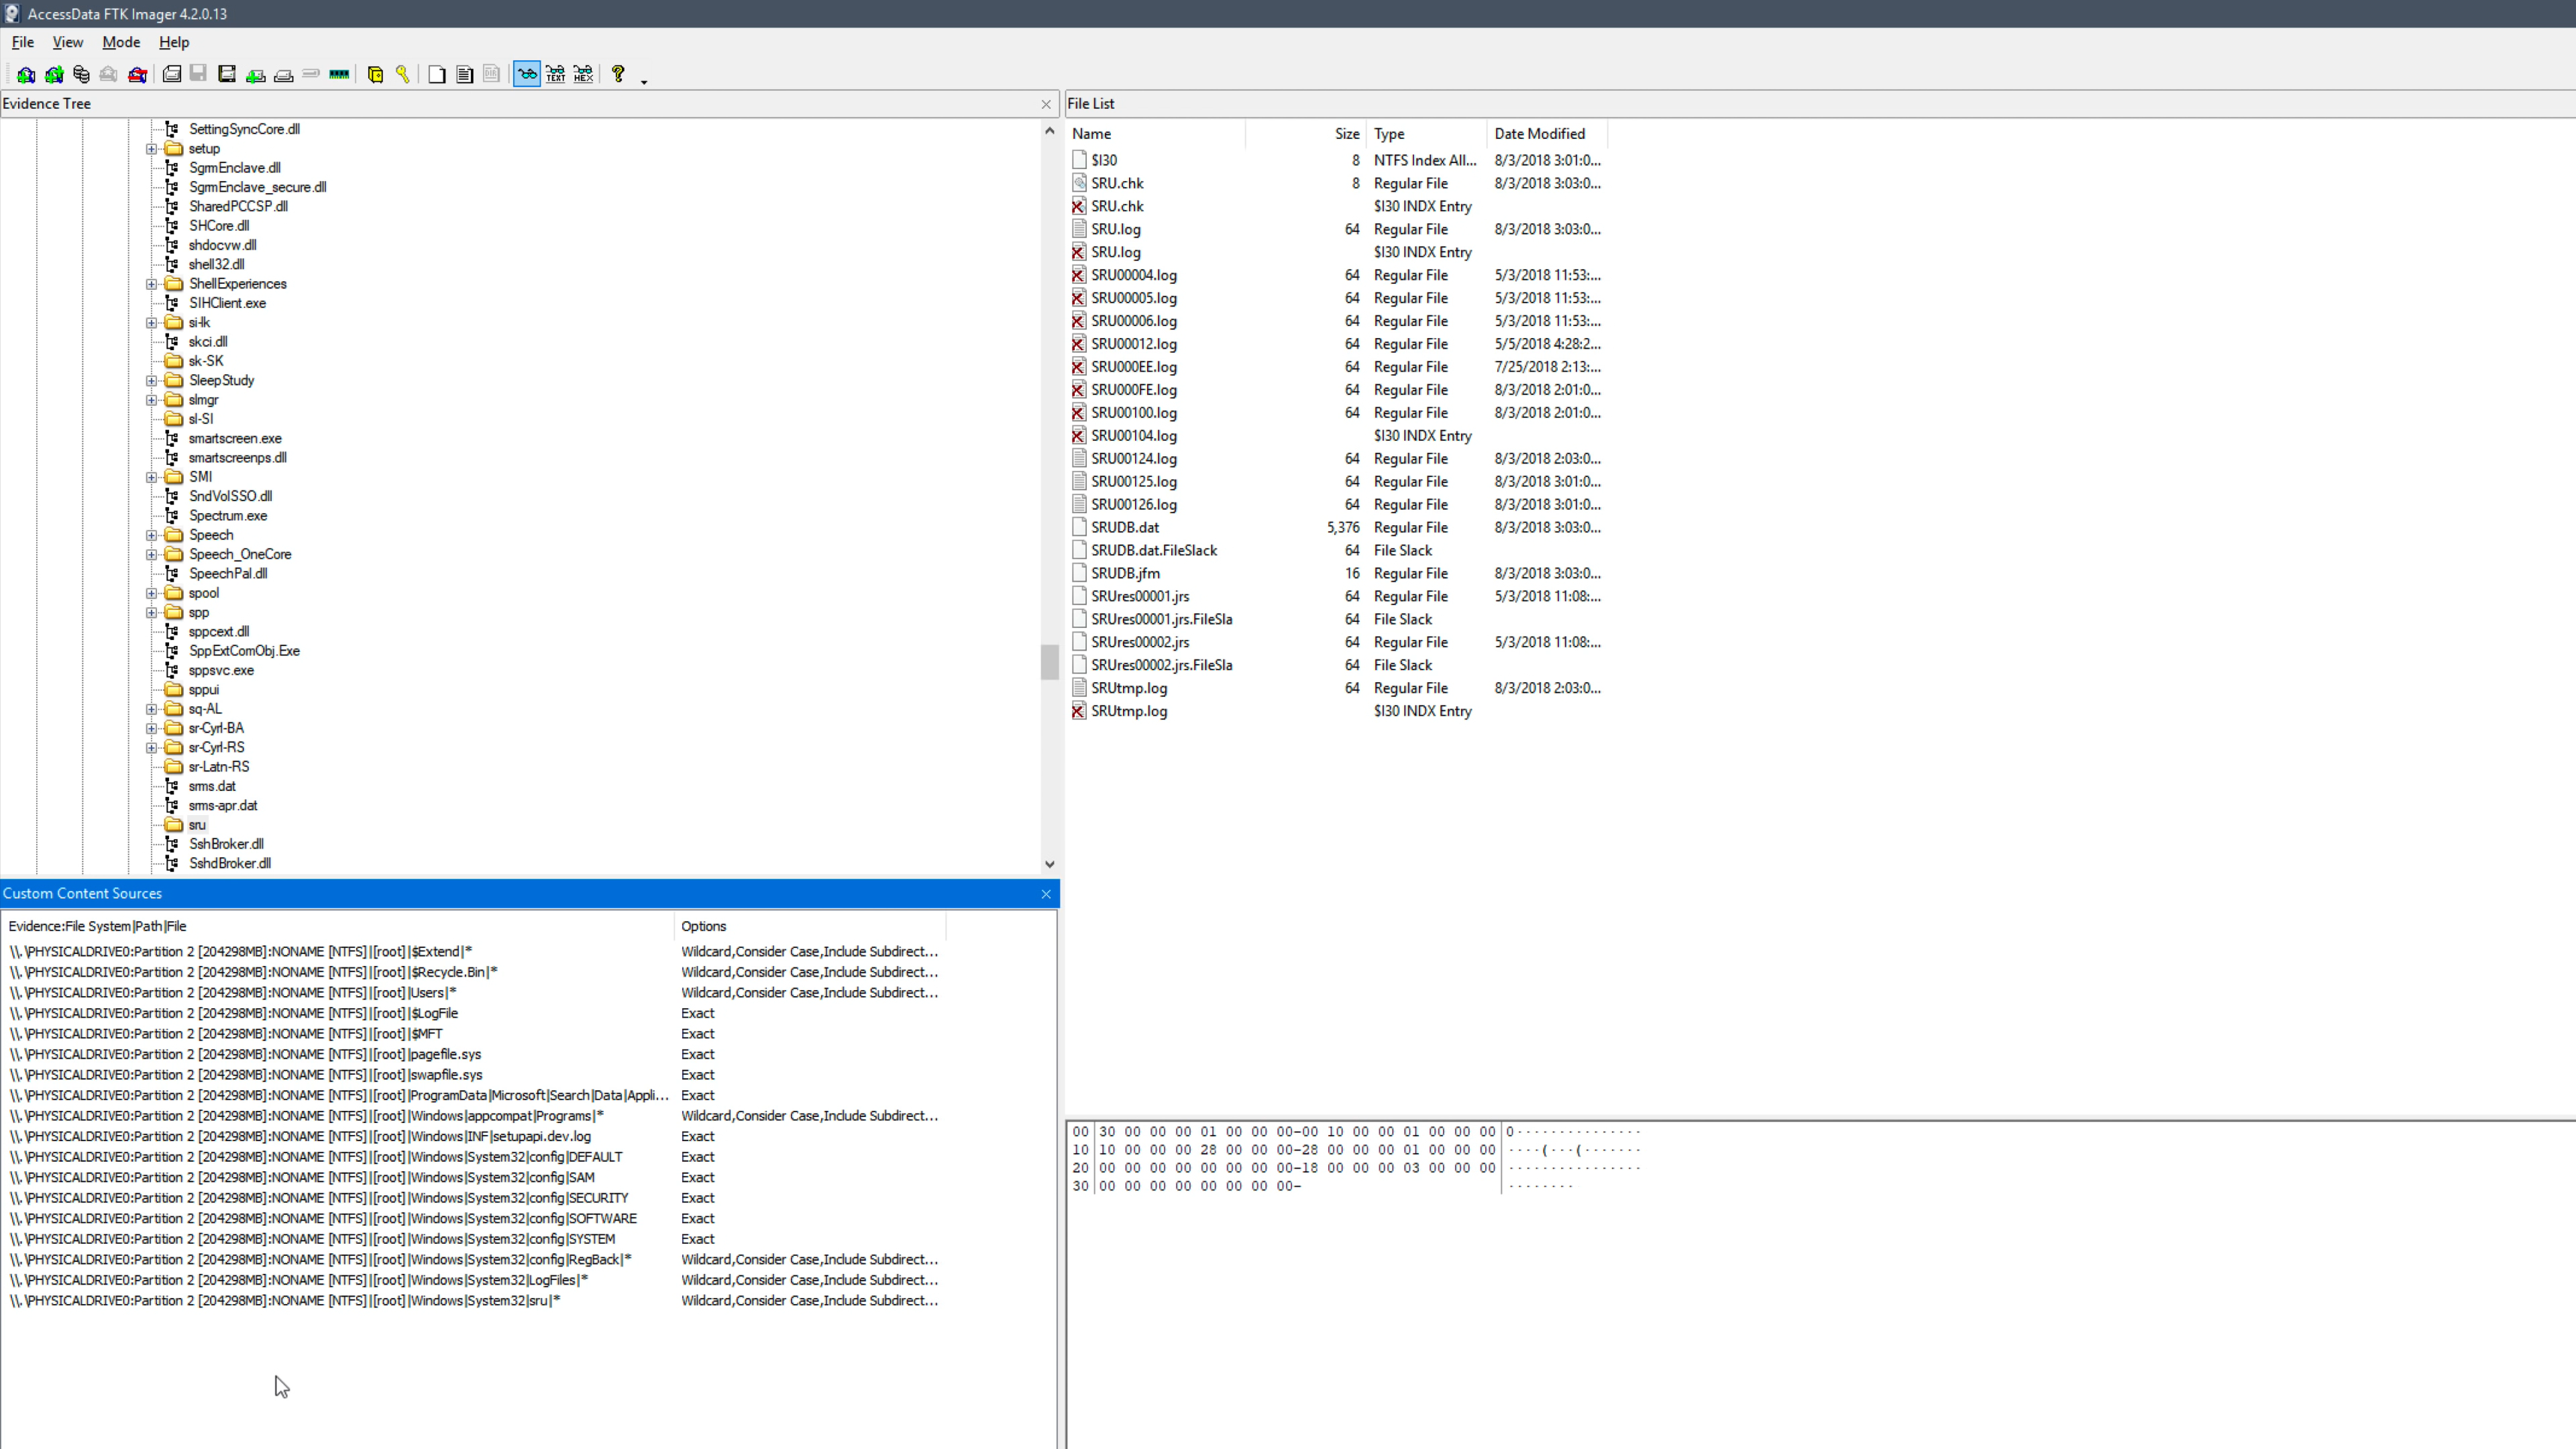 AccessData FTK Imager 4.2.0.13
File View Mode Help
TEXT HEX ?
Evidence Tree
SettingSyncCore.dll
setup
SgrmEnclave.dll
SgrmEnclave_secure.dll
SharedPCCSP.dll
SHCore.dll
shdocvw.dll
shell32.dll
ShellExperiences
SIHClient.exe
si-lk
skci.dll
sk-SK
SleepStudy
slmgr
sl-SI
smartscreen.exe
smartscreenps.dll
SMI
SndVolSSO.dll
Spectrum.exe
Speech
Speech_OneCore
SpeechPal.dll
spool
spp
sppcext.dll
SppExtComObj.Exe
sppsvc.exe
sppui
sq-AL
sr-Cyrl-BA
sr-Cyrl-RS
sr-Latn-RS
srms.dat
srms-apr.dat
sru
SshBroker.dll
SshdBroker.dll
File List
Name Size Type Date Modified
$I30 8 NTFS Index All... 8/3/2018 3:01:0...
SRU.chk 8 Regular File 8/3/2018 3:03:0...
SRU.chk $I30 INDX Entry
SRU.log 64 Regular File 8/3/2018 3:03:0...
SRU.log $I30 INDX Entry
SRU00004.log 64 Regular File 5/3/2018 11:53:...
SRU00005.log 64 Regular File 5/3/2018 11:53:...
SRU00006.log 64 Regular File 5/3/2018 11:53:...
SRU00012.log 64 Regular File 5/5/2018 4:28:2...
SRU000EE.log 64 Regular File 7/25/2018 2:13:...
SRU000FE.log 64 Regular File 8/3/2018 2:01:0...
SRU00100.log 64 Regular File 8/3/2018 2:01:0...
SRU00104.log $I30 INDX Entry
SRU00124.log 64 Regular File 8/3/2018 2:03:0...
SRU00125.log 64 Regular File 8/3/2018 3:01:0...
SRU00126.log 64 Regular File 8/3/2018 3:01:0...
SRUDB.dat 5,376 Regular File 8/3/2018 3:03:0...
SRUDB.dat.FileSlack 64 File Slack
SRUDB.jfm 16 Regular File 8/3/2018 3:03:0...
SRUres00001.jrs 64 Regular File 5/3/2018 11:08:...
SRUres00001.jrs.FileSla 64 File Slack
SRUres00002.jrs 64 Regular File 5/3/2018 11:08:...
SRUres00002.jrs.FileSla 64 File Slack
SRUtmp.log 64 Regular File 8/3/2018 2:03:0...
SRUtmp.log $I30 INDX Entry
Custom Content Sources
Evidence:File System|Path|File Options
\\.\PHYSICALDRIVE0:Partition 2 [204298MB]:NONAME [NTFS]|[root]|$Extend|* Wildcard,Consider Case,Include Subdirect...
\\.\PHYSICALDRIVE0:Partition 2 [204298MB]:NONAME [NTFS]|[root]|$Recycle.Bin|* Wildcard,Consider Case,Include Subdirect...
\\.\PHYSICALDRIVE0:Partition 2 [204298MB]:NONAME [NTFS]|[root]|Users|* Wildcard,Consider Case,Include Subdirect...
\\.\PHYSICALDRIVE0:Partition 2 [204298MB]:NONAME [NTFS]|[root]|$LogFile Exact
\\.\PHYSICALDRIVE0:Partition 2 [204298MB]:NONAME [NTFS]|[root]|$MFT Exact
\\.\PHYSICALDRIVE0:Partition 2 [204298MB]:NONAME [NTFS]|[root]|pagefile.sys Exact
\\.\PHYSICALDRIVE0:Partition 2 [204298MB]:NONAME [NTFS]|[root]|swapfile.sys Exact
\\.\PHYSICALDRIVE0:Partition 2 [204298MB]:NONAME [NTFS]|[root]|ProgramData|Microsoft|Search|Data|Appli... Exact
\\.\PHYSICALDRIVE0:Partition 2 [204298MB]:NONAME [NTFS]|[root]|Windows|appcompat|Programs|* Wildcard,Consider Case,Include Subdirect...
\\.\PHYSICALDRIVE0:Partition 2 [204298MB]:NONAME [NTFS]|[root]|Windows|INF|setupapi.dev.log Exact
\\.\PHYSICALDRIVE0:Partition 2 [204298MB]:NONAME [NTFS]|[root]|Windows|System32|config|DEFAULT Exact
\\.\PHYSICALDRIVE0:Partition 2 [204298MB]:NONAME [NTFS]|[root]|Windows|System32|config|SAM Exact
\\.\PHYSICALDRIVE0:Partition 2 [204298MB]:NONAME [NTFS]|[root]|Windows|System32|config|SECURITY Exact
\\.\PHYSICALDRIVE0:Partition 2 [204298MB]:NONAME [NTFS]|[root]|Windows|System32|config|SOFTWARE Exact
\\.\PHYSICALDRIVE0:Partition 2 [204298MB]:NONAME [NTFS]|[root]|Windows|System32|config|SYSTEM Exact
\\.\PHYSICALDRIVE0:Partition 2 [204298MB]:NONAME [NTFS]|[root]|Windows|System32|config|RegBack|* Wildcard,Consider Case,Include Subdirect...
\\.\PHYSICALDRIVE0:Partition 2 [204298MB]:NONAME [NTFS]|[root]|Windows|System32|LogFiles|* Wildcard,Consider Case,Include Subdirect...
\\.\PHYSICALDRIVE0:Partition 2 [204298MB]:NONAME [NTFS]|[root]|Windows|System32|sru|* Wildcard,Consider Case,Include Subdirect...
00 30 00 00 00 01 00 00 00-00 10 00 00 01 00 00 00 0···············
10 10 00 00 00 28 00 00 00-28 00 00 00 01 00 00 00 ····(···(·······
20 00 00 00 00 00 00 00 00-18 00 00 00 03 00 00 00 ················
30 00 00 00 00 00 00 00 00- ········